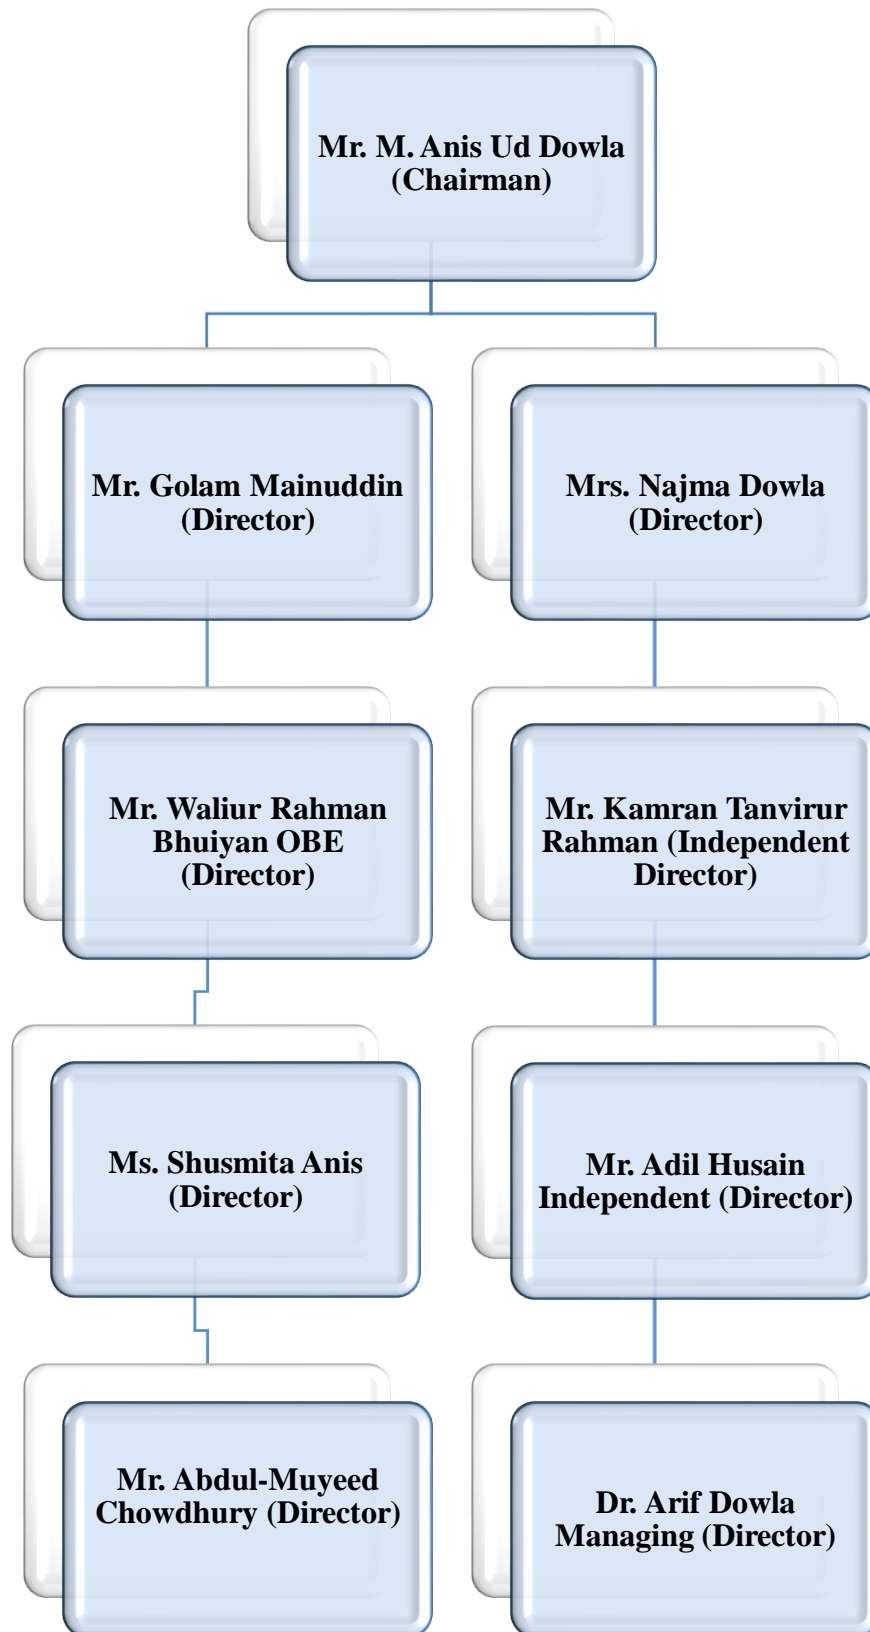 Mr. M. Anis Ud Dowla
(Chairman)
Mr. Golam Mainuddin
(Director)
Mrs. Najma Dowla
(Director)
Mr. Waliur Rahman
Bhuiyan OBE
(Director)
Mr. Kamran Tanvirur
Rahman (Independent
Director)
Ms. Shusmita Anis
(Director)
Mr. Adil Husain
Independent (Director)
Mr. Abdul-Muyeed
Chowdhury (Director)
Dr. Arif Dowla
Managing (Director)